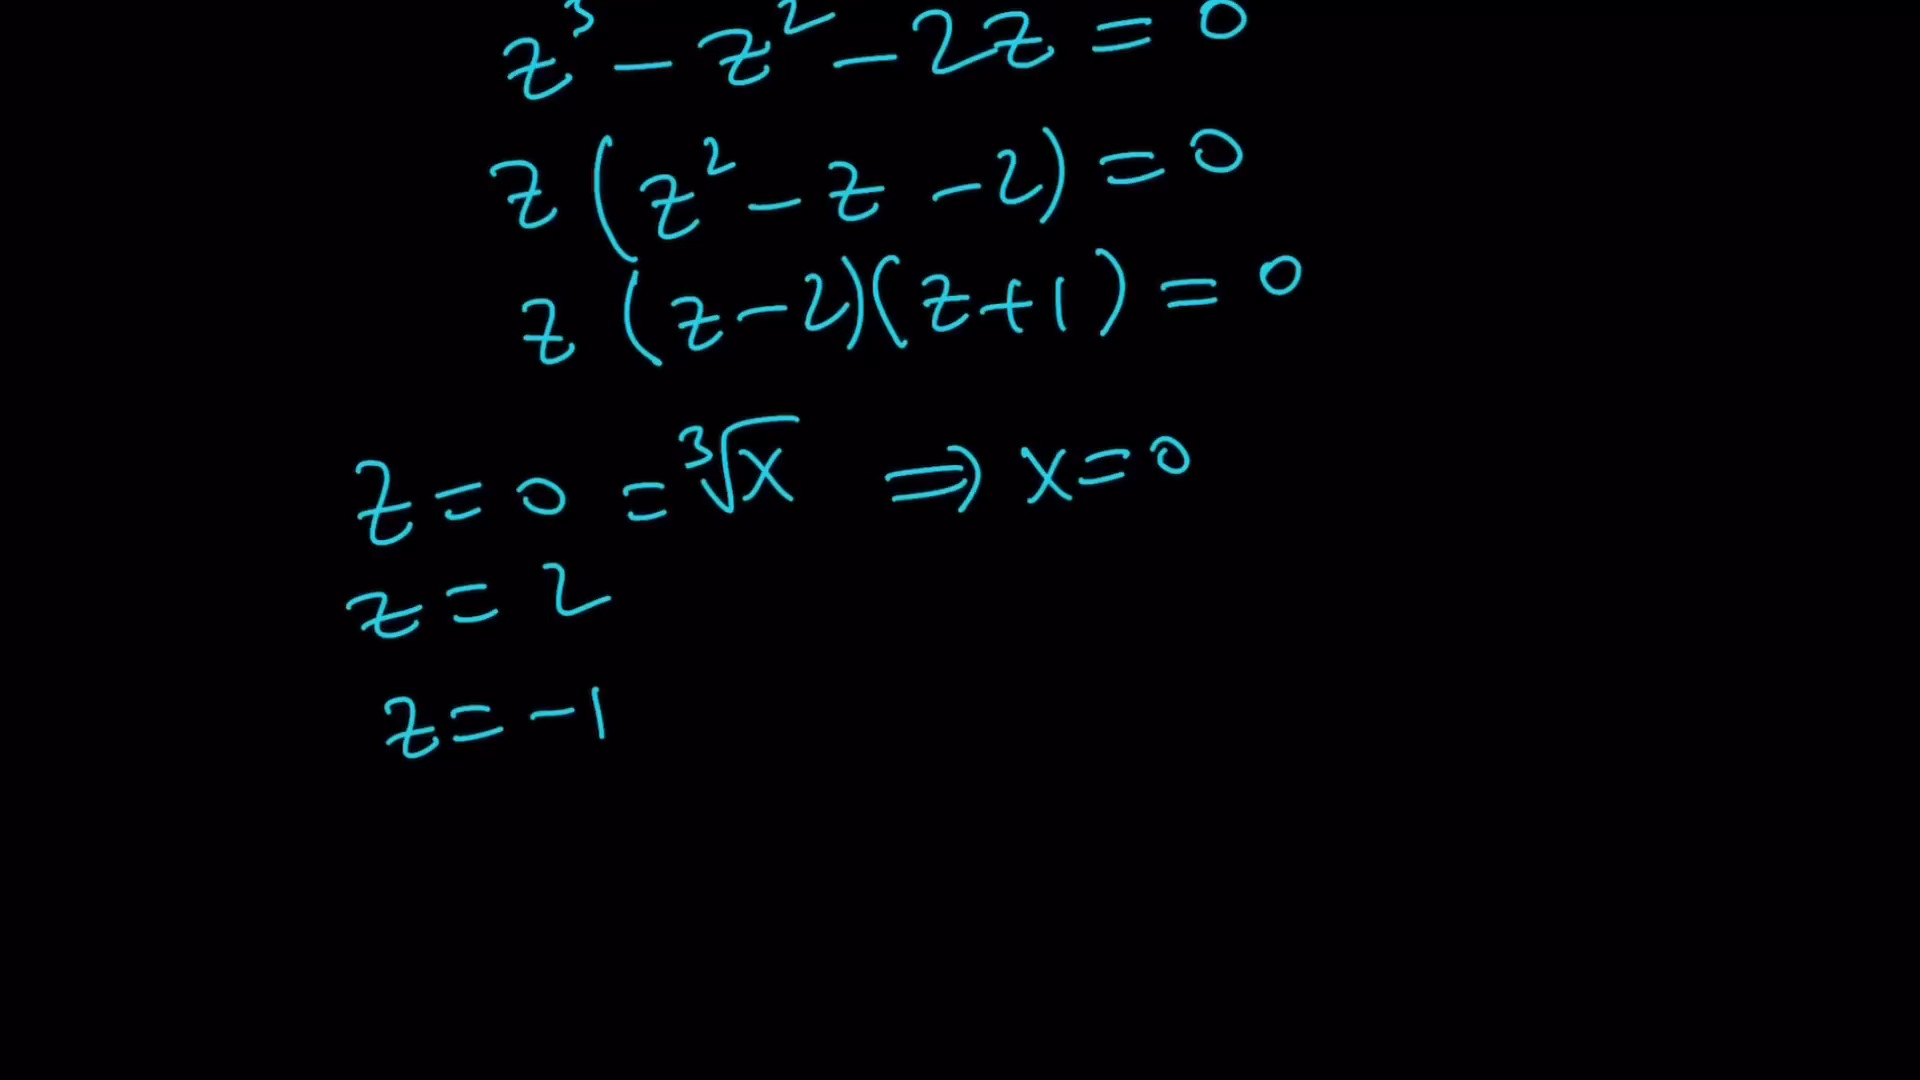 z³ − z² − 2z = 0
z(z² − z − 2) = 0
z(z−2)(z+1) = 0
z = 0 = ∛x ⇒ x = 0
z = 2
z = −1